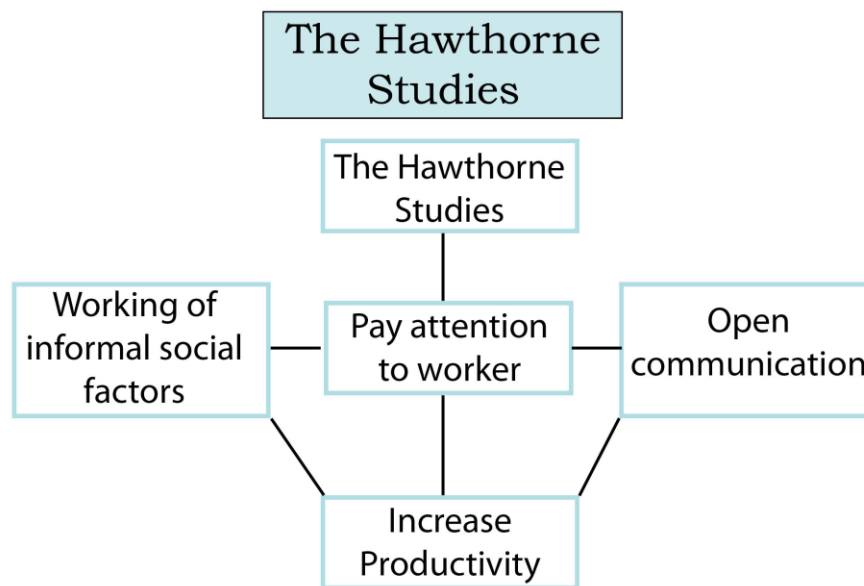 The Hawthorne
Studies
The Hawthorne
Studies
Working of
informal social
factors
Pay attention
to worker
Open
communication
Increase
Productivity